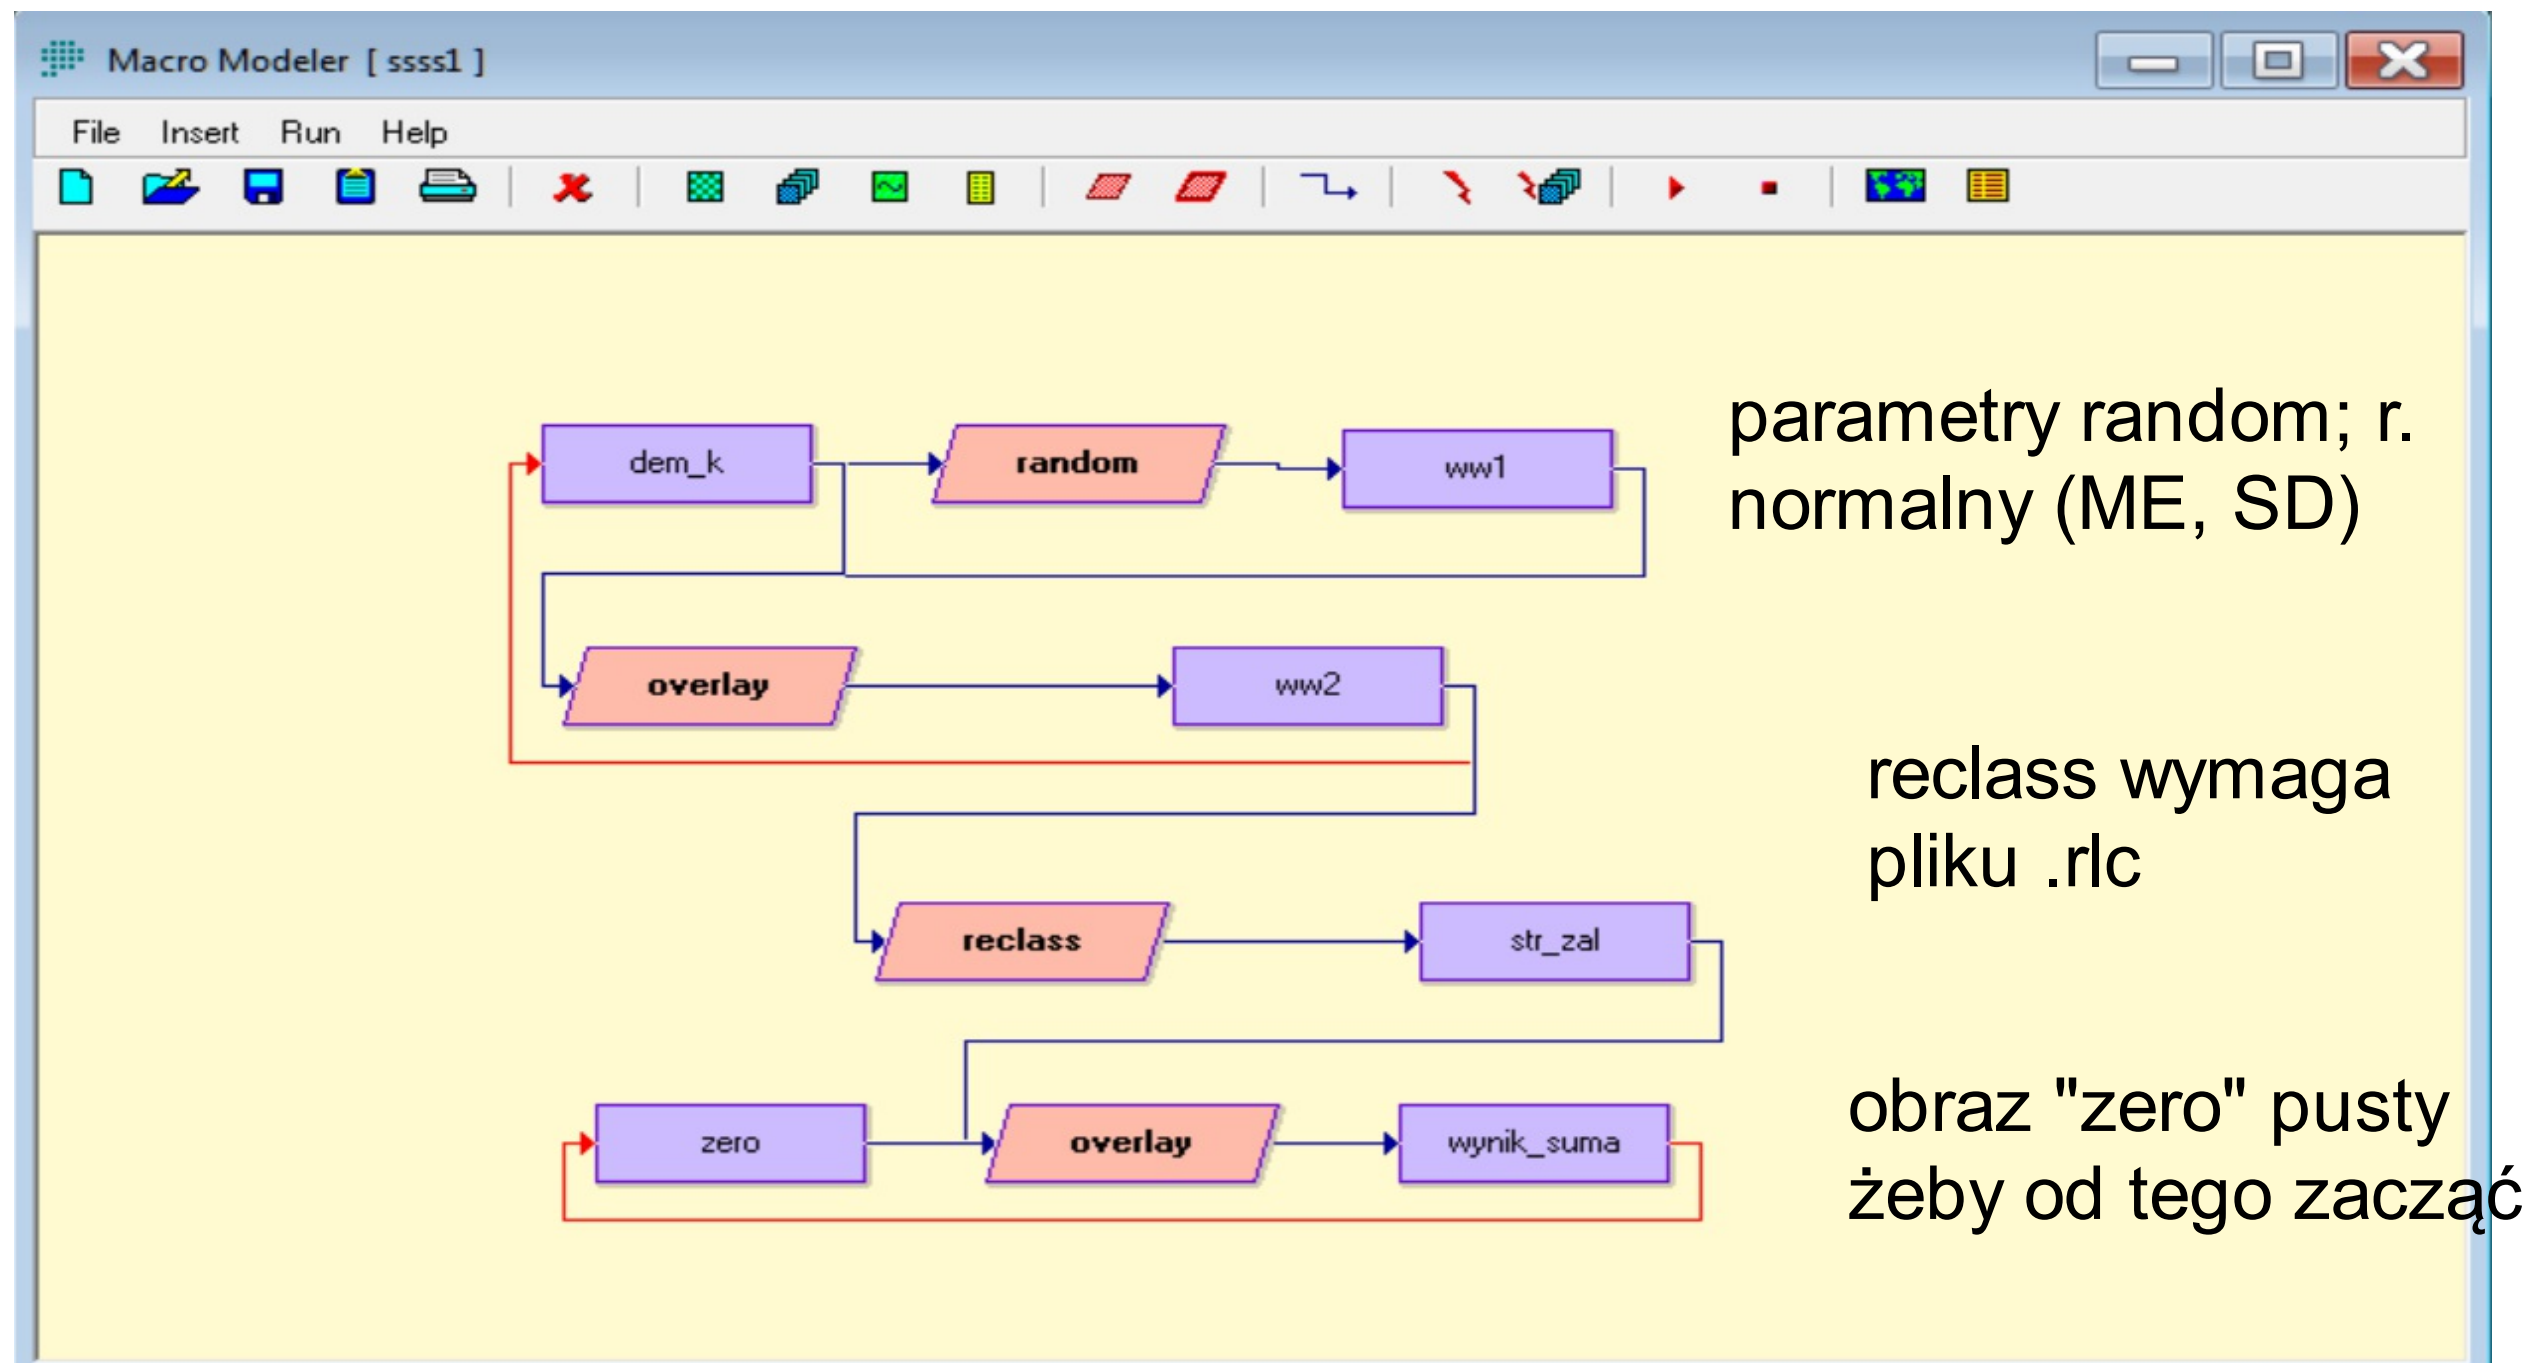 Macro Modeler [ ssss1 ]
File Insert Run Help
dem_k random ww1
parametry random; r.
normalny (ME, SD)
overlay ww2
reclass wymaga
pliku .rlc
reclass str_zal
obraz "zero" pusty
żeby od tego zacząć
zero overlay wynik_suma